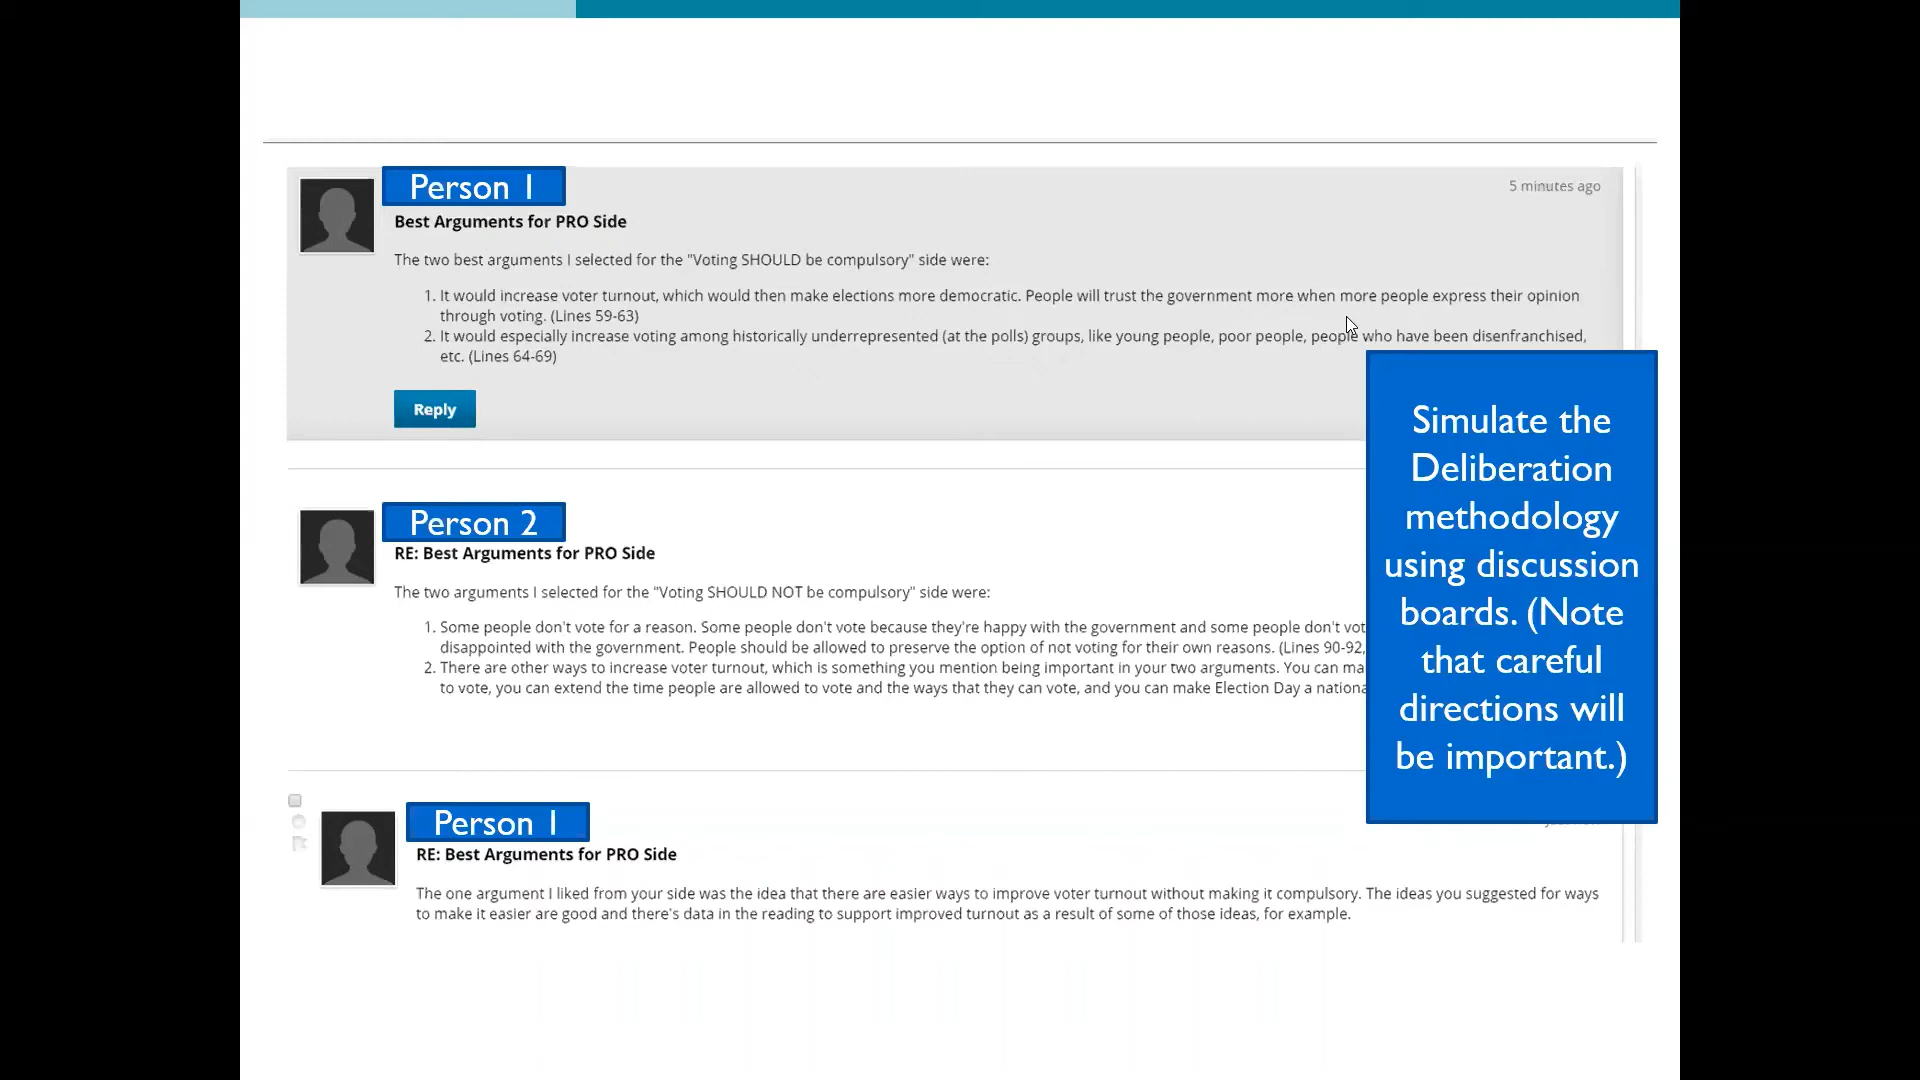 Person 1
5 minutes ago
Best Arguments for PRO Side
The two best arguments I selected for the "Voting SHOULD be compulsory" side were:
1. It would increase voter turnout, which would then make elections more democratic. People will trust the government more when more people express their opinion
through voting. (Lines 59-63)
2. It would especially increase voting among historically underrepresented (at the polls) groups, like young people, poor people, people who have been disenfranchised,
etc. (Lines 64-69)
Reply
Person 2
RE: Best Arguments for PRO Side
The two arguments I selected for the "Voting SHOULD NOT be compulsory" side were:
1. Some people don't vote for a reason. Some people don't vote because they're happy with the government and some people don't vot
disappointed with the government. People should be allowed to preserve the option of not voting for their own reasons. (Lines 90-92,
2. There are other ways to increase voter turnout, which is something you mention being important in your two arguments. You can ma
to vote, you can extend the time people are allowed to vote and the ways that they can vote, and you can make Election Day a nationa
Simulate the
Deliberation
methodology
using discussion
boards. (Note
that careful
directions will
be important.)
Person 1
RE: Best Arguments for PRO Side
The one argument I liked from your side was the idea that there are easier ways to improve voter turnout without making it compulsory. The ideas you suggested for ways
to make it easier are good and there's data in the reading to support improved turnout as a result of some of those ideas, for example.